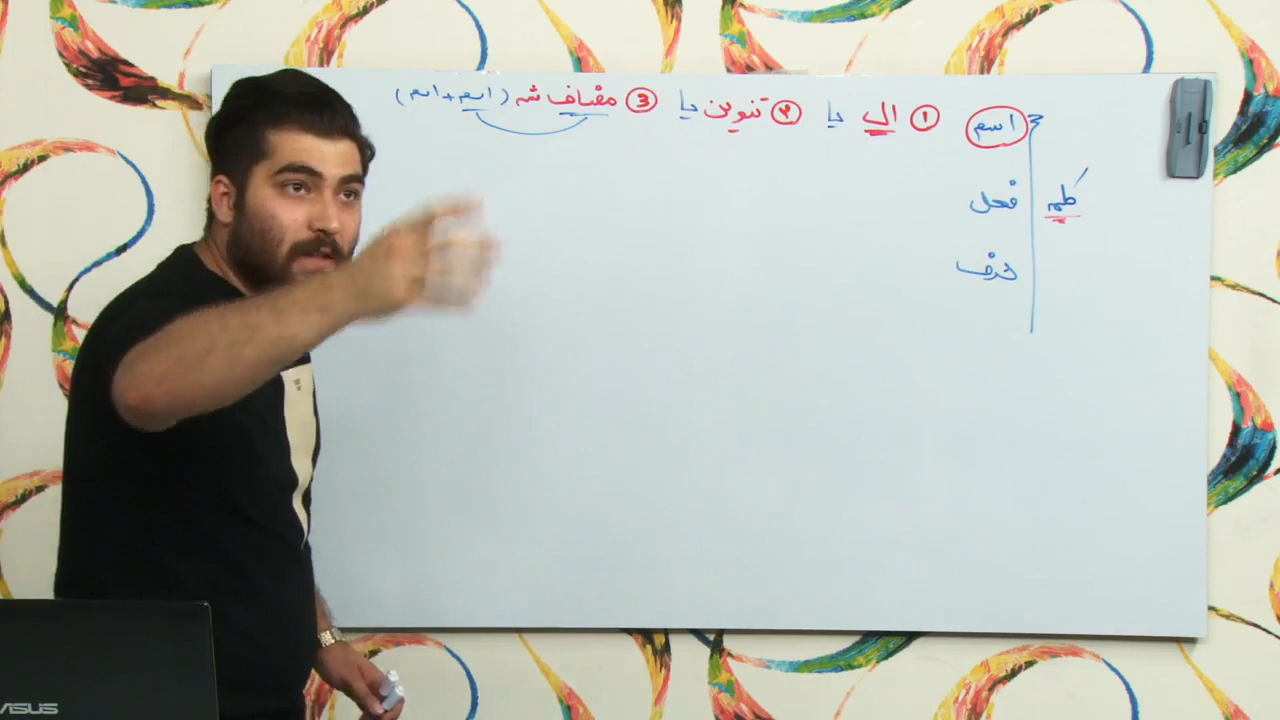 اسم ① ال یا ② تنوین یا ③ مضاف شه (اسم + اسم)
کلمه
فعل
حرف
ASUS